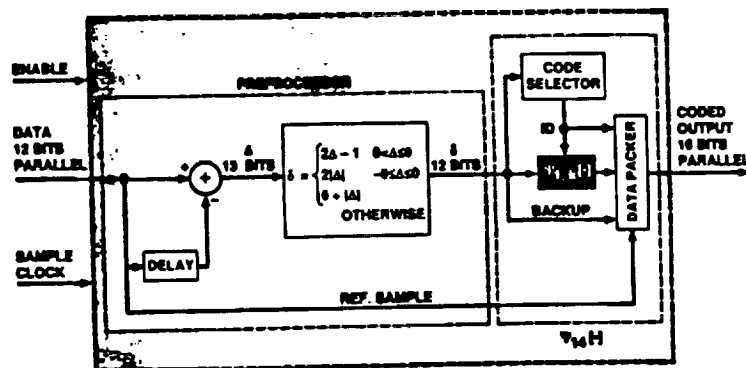 ENABLE
DATA
12 BITS
PARALLEL
SAMPLE
CLOCK
PREPROCESSOR
+
+
−
Δ
13 BITS
DELAY
δ =
2Δ − 1 0<Δ≤θ
2|Δ| −θ≤Δ≤0
θ + |Δ|
OTHERWISE
δ
12 BITS
CODE
SELECTOR
ID
BACKUP
DATA PACKER
REF. SAMPLE
CODED
OUTPUT
16 BITS
PARALLEL
Ψ14H